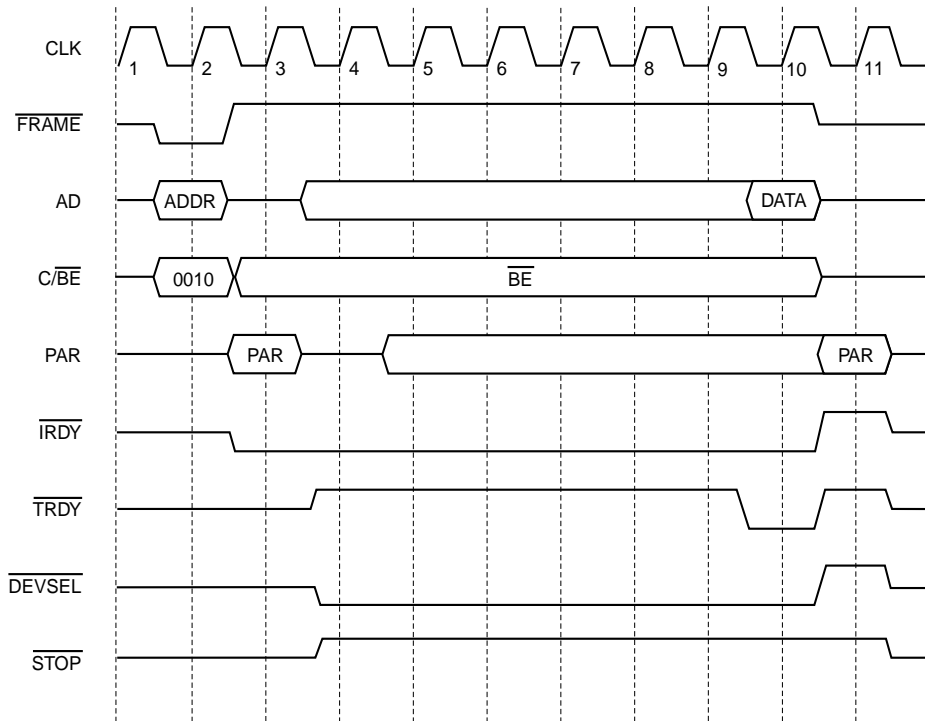 CLK
1 2 3 4 5 6 7 8 9 10 11
FRAME
AD ADDR DATA
C/BE 0010 BE
PAR PAR PAR
IRDY
TRDY
DEVSEL
STOP